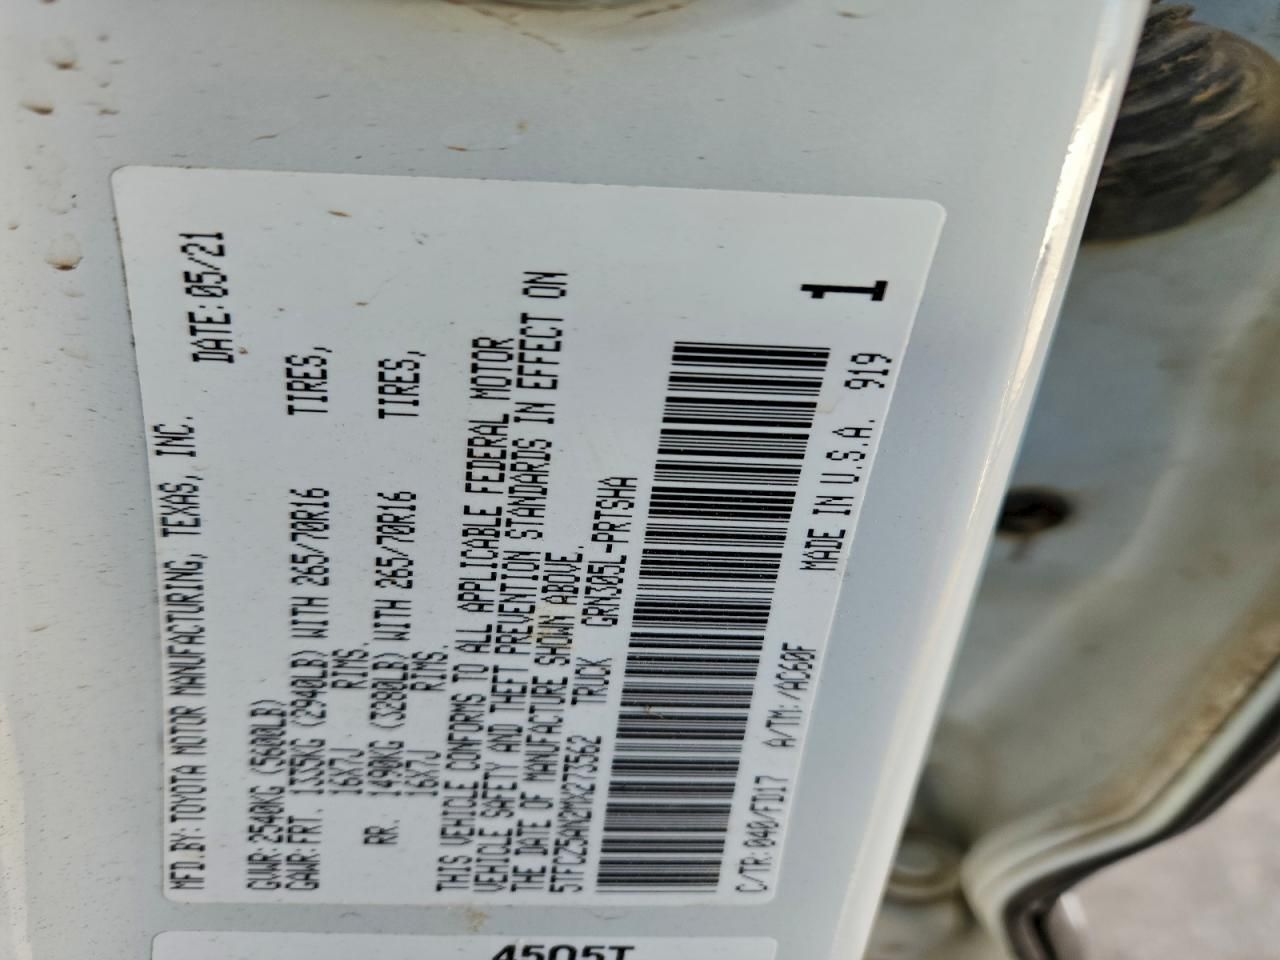 MFD.BY:TOYOTA MOTOR MANUFACTURING, TEXAS, INC.
DATE:05/21
GVWR:2540KG (5600LB)
GAWR:FRT. 1335KG (2940LB) WITH 265/70R16 TIRES,
16X7J RIMS.
RR. 1490KG (3280LB) WITH 265/70R16 TIRES,
16X7J RIMS.
THIS VEHICLE CONFORMS TO ALL APPLICABLE FEDERAL MOTOR
VEHICLE SAFETY AND THEFT PREVENTION STANDARDS IN EFFECT ON
THE DATE OF MANUFACTURE SHOWN ABOVE.
5TFCZ5AN2MX273562 TRUCK GRN305L-PRTSHA
C/TR:040/FD17 A/TM:/AC60F MADE IN U.S.A. 919
1
4505T